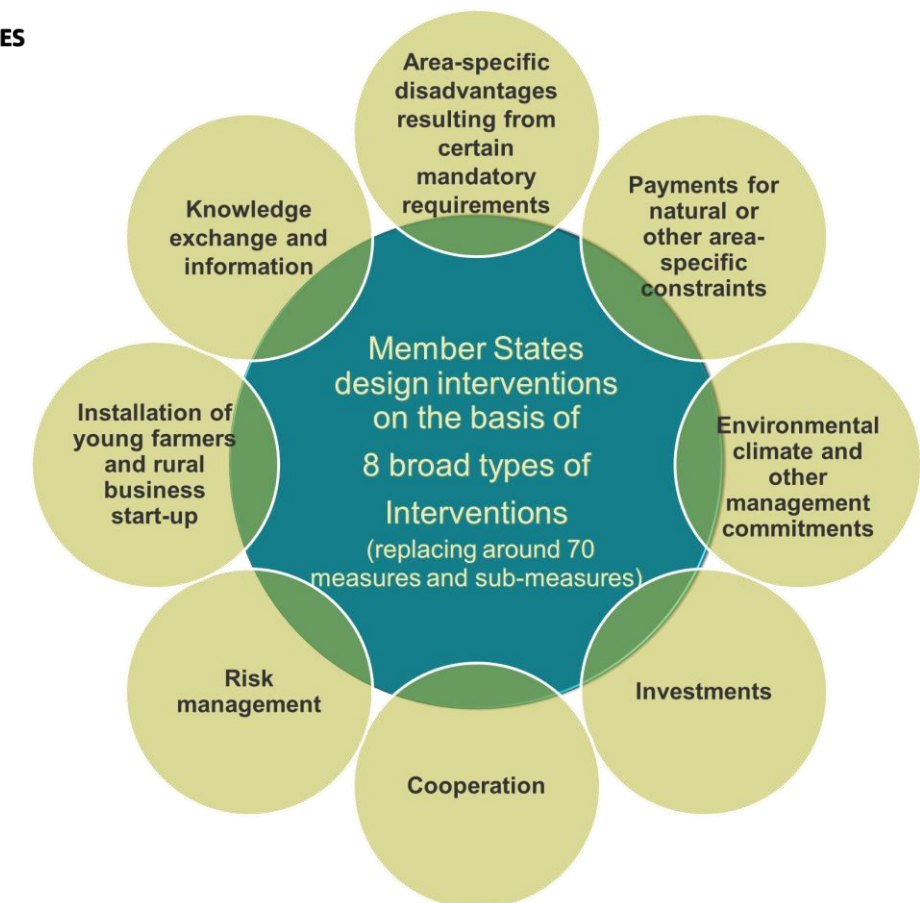 ES
Area-specific
disadvantages
resulting from
certain
mandatory
requirements
Payments for
natural or
other area-
specific
constraints
Environmental
climate and
other
management
commitments
Investments
Cooperation
Risk
management
Installation of
young farmers
and rural
business
start-up
Knowledge
exchange and
information
Member States
design interventions
on the basis of
8 broad types of
Interventions
(replacing around 70
measures and sub-measures)